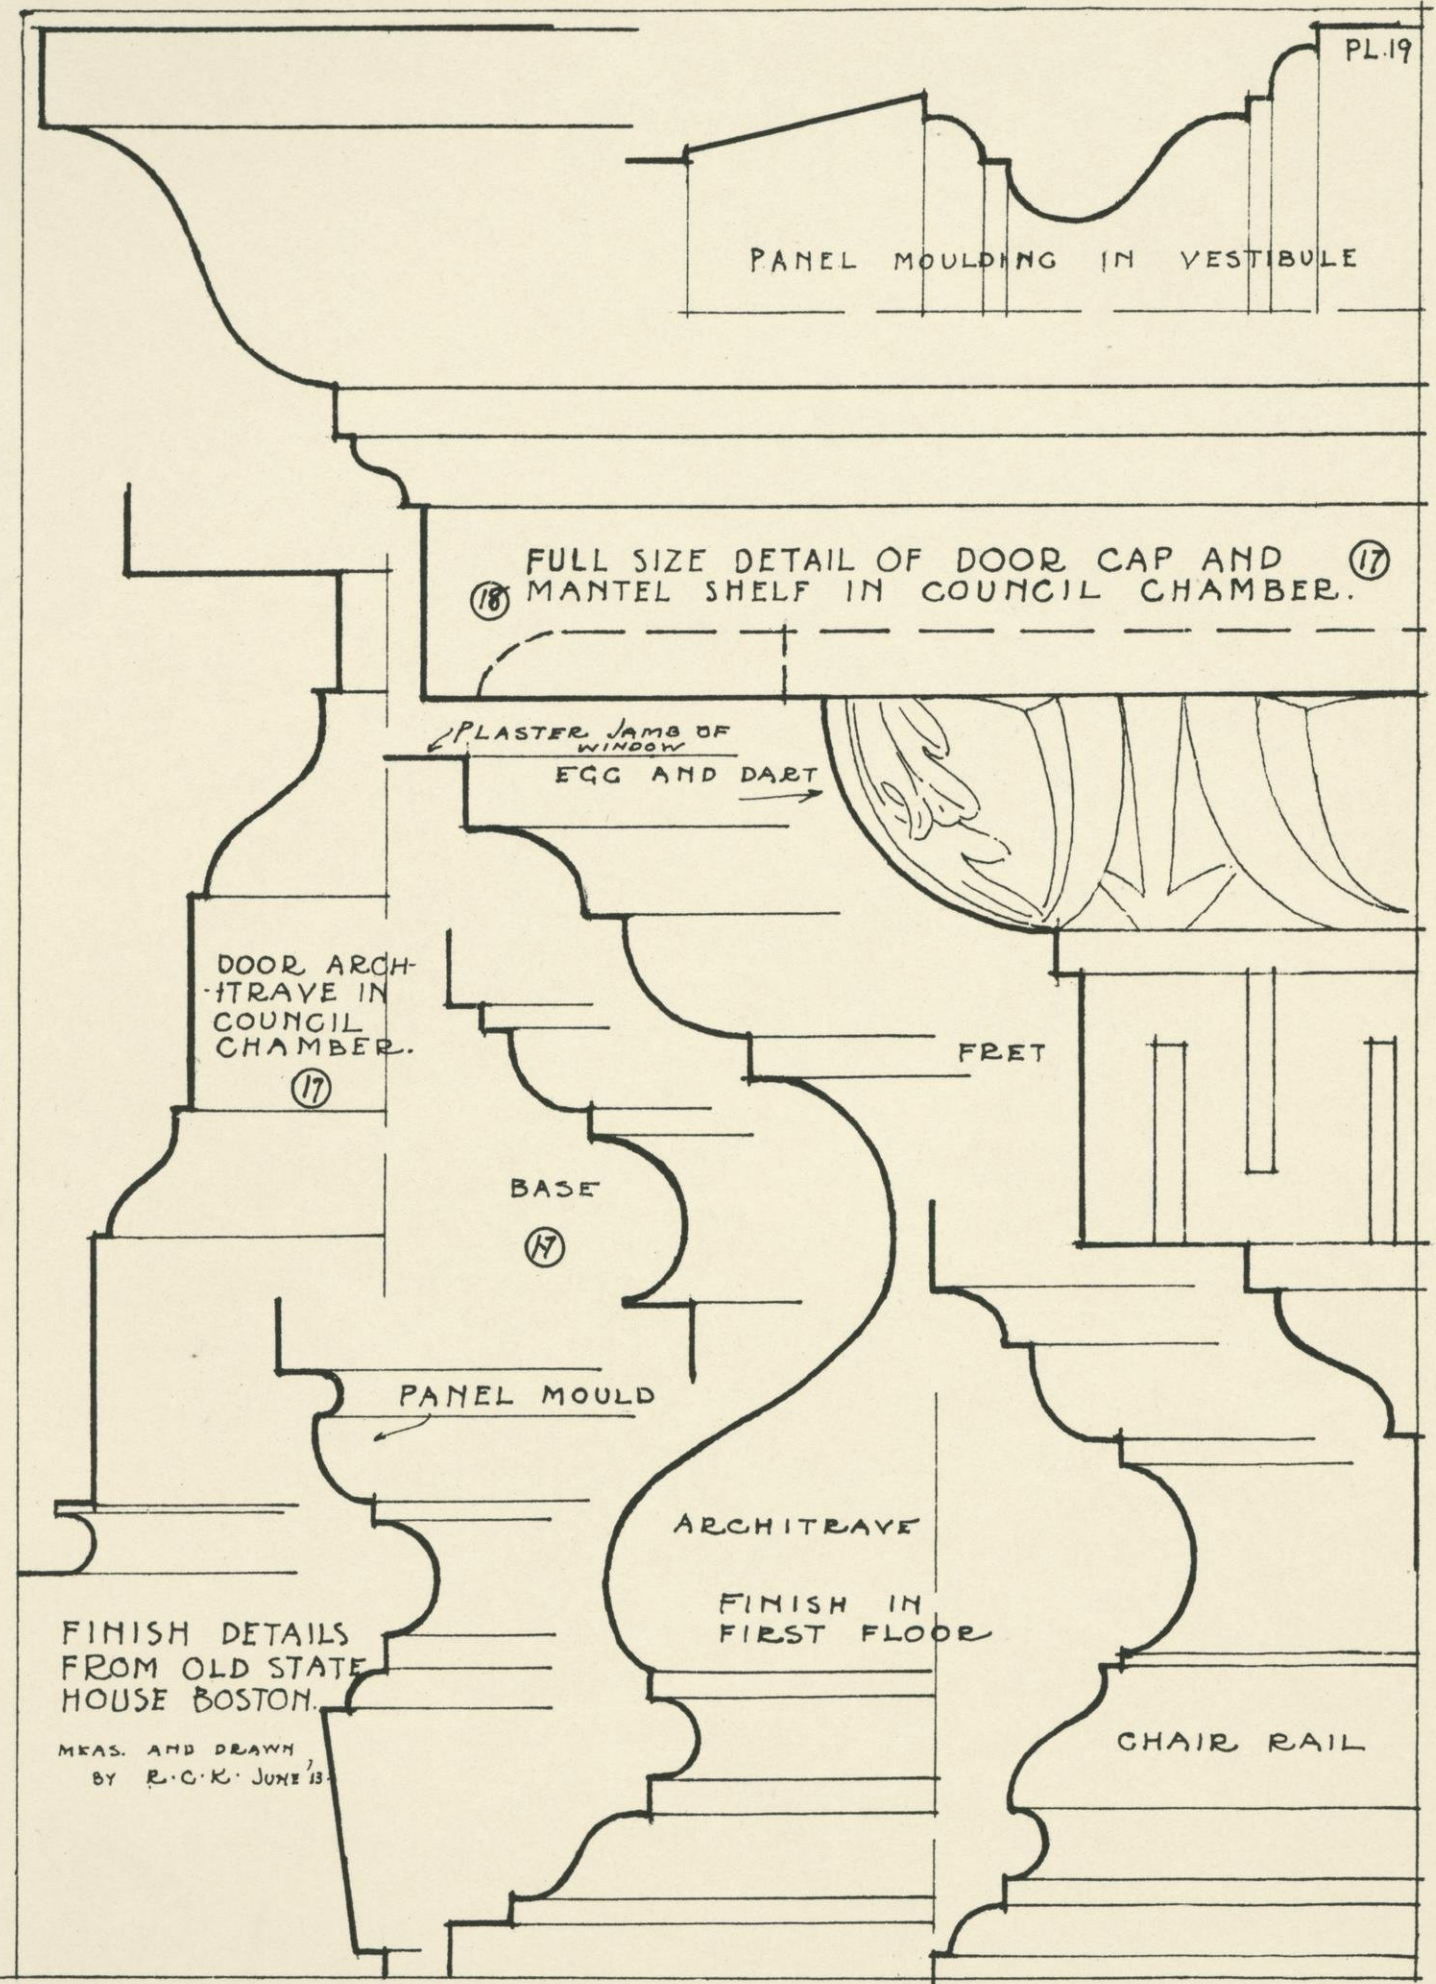 PL.19
PANEL MOULDING IN VESTIBULE
FULL SIZE DETAIL OF DOOR CAP AND 17
18 MANTEL SHELF IN COUNCIL CHAMBER.
PLASTER JAMB OF
WINDOW
EGG AND DART
DOOR ARCH-
-ITRAVE IN
COUNCIL
CHAMBER.
17
FRET
BASE
17
PANEL MOULD
ARCHITRAVE
FINISH IN
FIRST FLOOR
FINISH DETAILS
FROM OLD STATE
HOUSE BOSTON.
MEAS. AND DRAWN
BY R.C.K. JUNE '13.
CHAIR RAIL